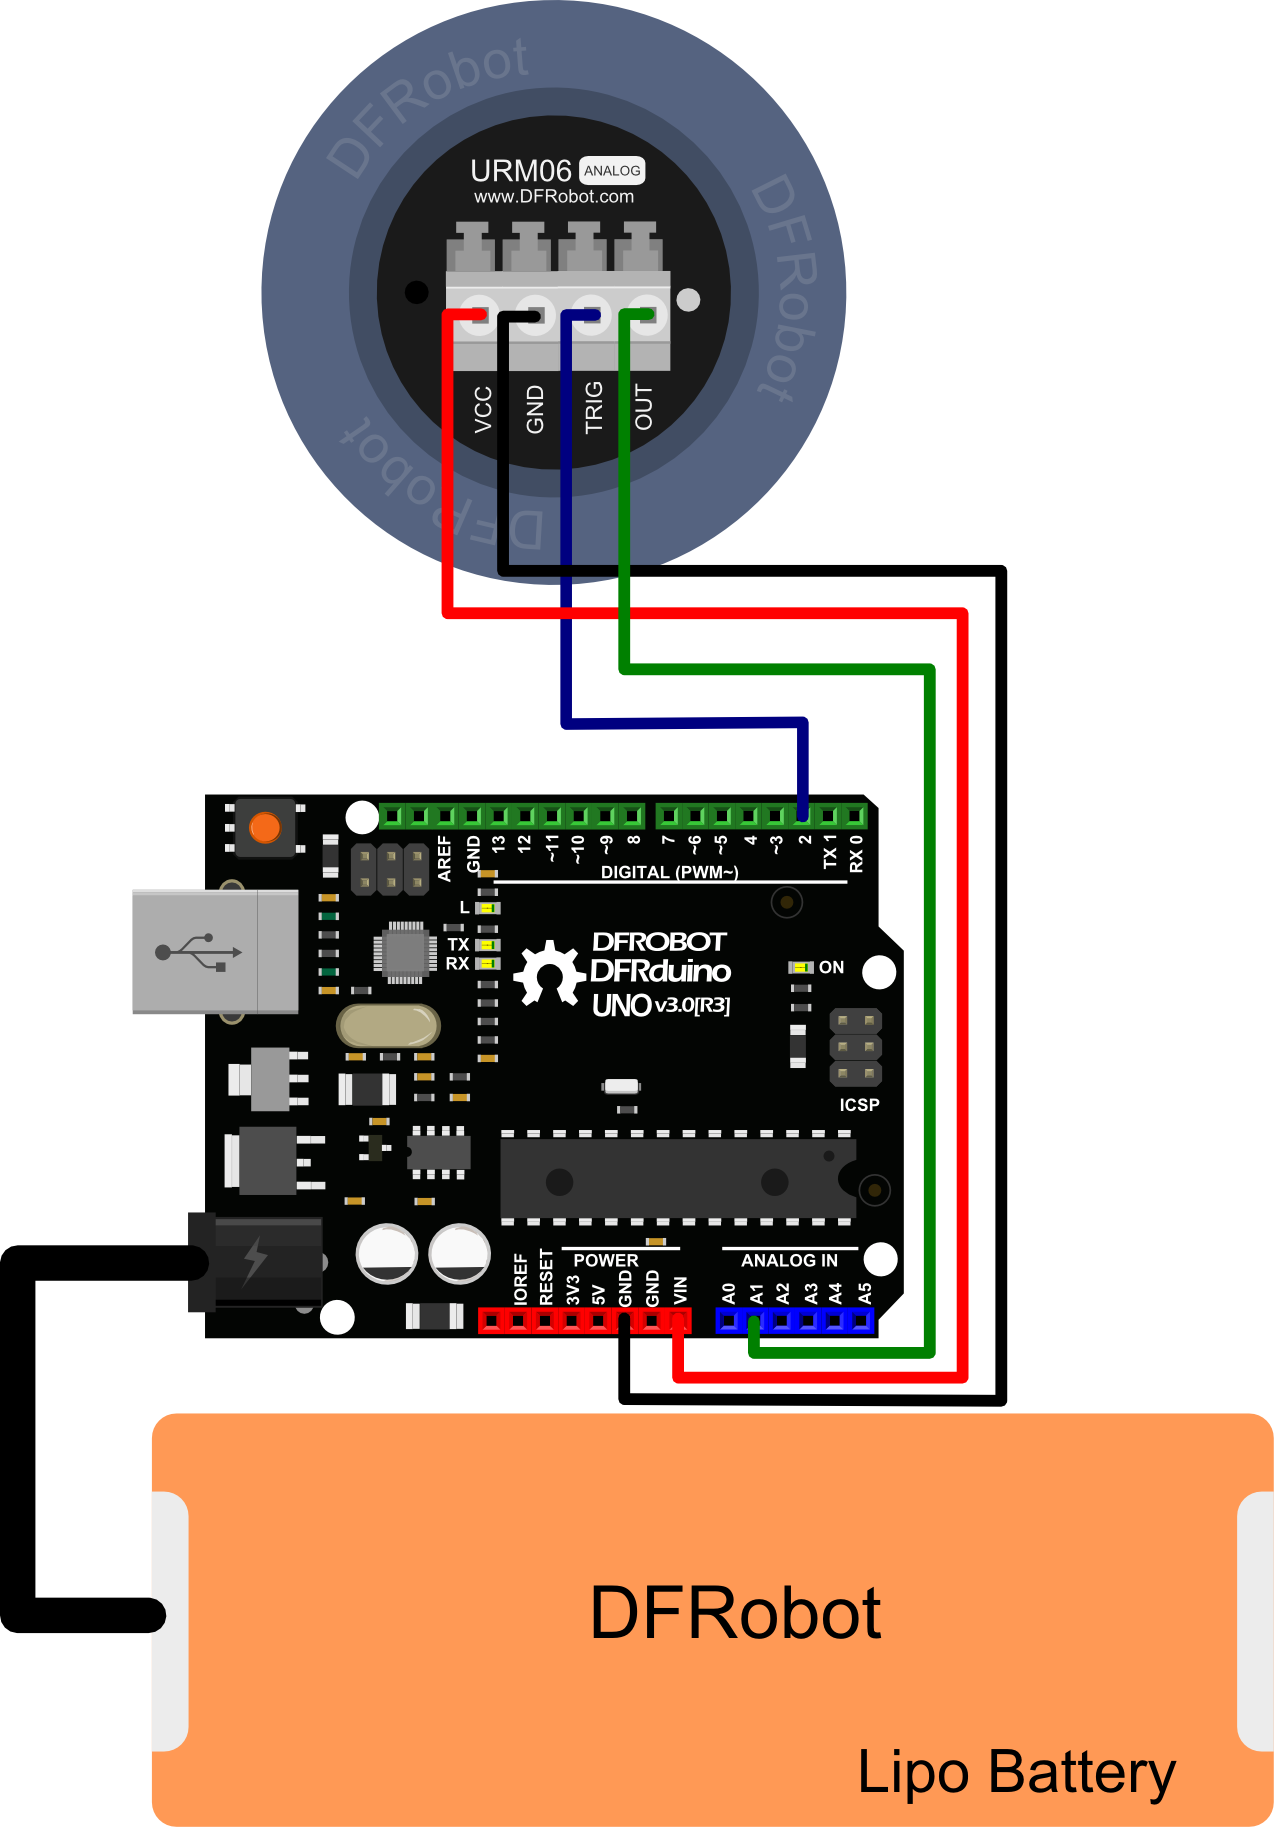 DFRobot
DFRobot
DFRobot
URM06 ANALOG
www.DFRobot.com
VCC
GND
TRIG
OUT
AREF
GND
13
12
~11
~10
~9
8
7
~6
~5
4
~3
2
TX 1
RX 0
DIGITAL (PWM~)
L
TX
RX
DFROBOT
DFRduino
UNO v3.0[R3]
ON
ICSP
POWER
ANALOG IN
IOREF
RESET
3V3
5V
GND
GND
VIN
A0
A1
A2
A3
A4
A5
DFRobot
Lipo Battery